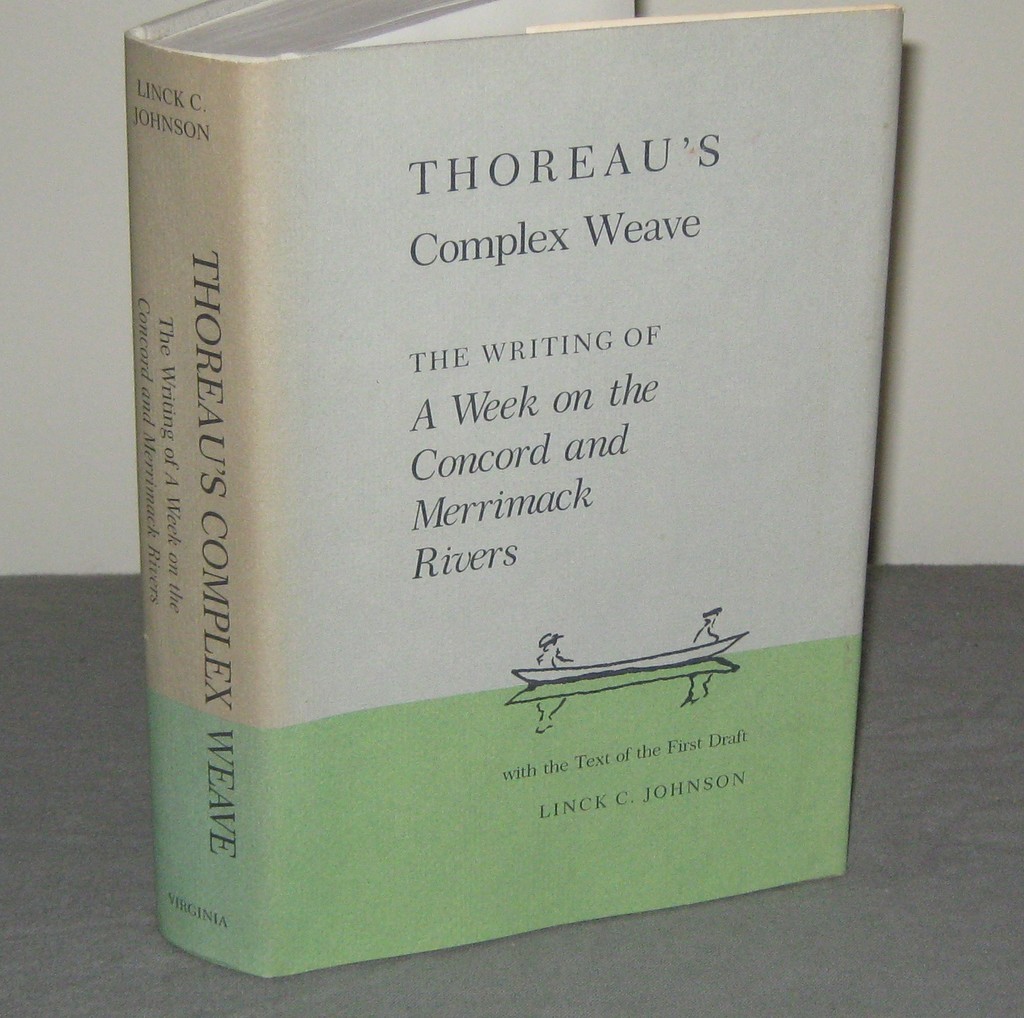 LINCK C.
JOHNSON
THOREAU'S COMPLEX WEAVE
The Writing of A Week on the
Concord and Merrimack Rivers
VIRGINIA
THOREAU'S
Complex Weave
THE WRITING OF
A Week on the
Concord and
Merrimack
Rivers
with the Text of the First Draft
LINCK C. JOHNSON